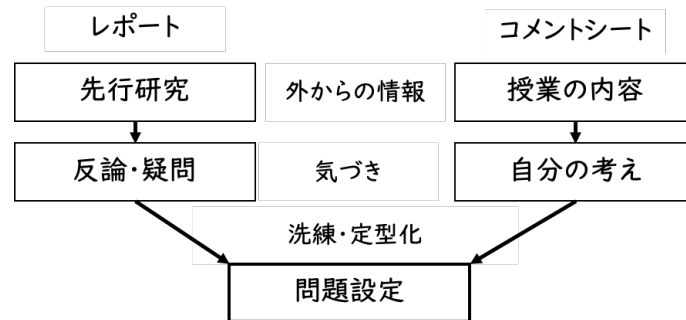 レポート
コメントシート
先行研究
外からの情報
授業の内容
反論・疑問
気づき
自分の考え
洗練・定型化
問題設定